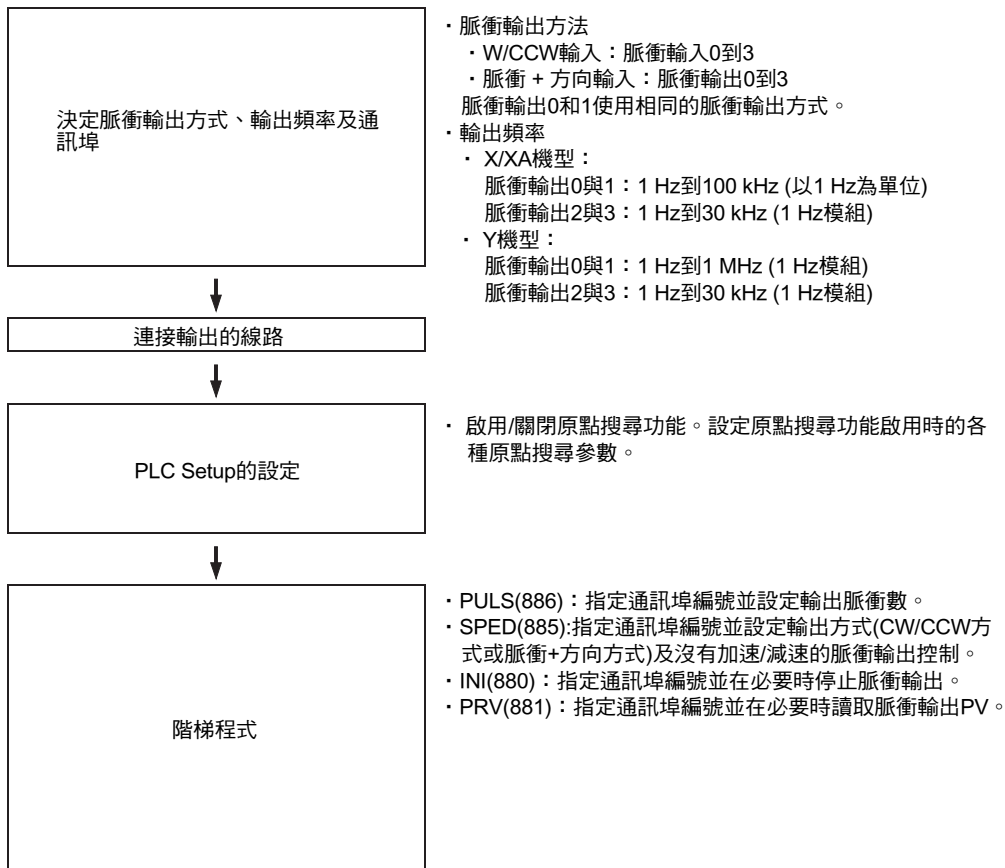 決定脈衝輸出方式、輸出頻率及通
訊埠
・脈衝輸出方法
・W/CCW輸入：脈衝輸入0到3
・脈衝 + 方向輸入：脈衝輸出0到3
脈衝輸出0和1使用相同的脈衝輸出方式。
・輸出頻率
・ X/XA機型：
脈衝輸出0與1：1 Hz到100 kHz (以1 Hz為單位)
脈衝輸出2與3：1 Hz到30 kHz (1 Hz模組)
・ Y機型：
脈衝輸出0與1：1 Hz到1 MHz (1 Hz模組)
脈衝輸出2與3：1 Hz到30 kHz (1 Hz模組)
連接輸出的線路
PLC Setup的設定
・ 啟用/關閉原點搜尋功能。設定原點搜尋功能啟用時的各
種原點搜尋參數。
階梯程式
・PULS(886)：指定通訊埠編號並設定輸出脈衝數。
・SPED(885):指定通訊埠編號並設定輸出方式(CW/CCW方
式或脈衝+方向方式)及沒有加速/減速的脈衝輸出控制。
・INI(880)：指定通訊埠編號並在必要時停止脈衝輸出。
・PRV(881)：指定通訊埠編號並在必要時讀取脈衝輸出PV。